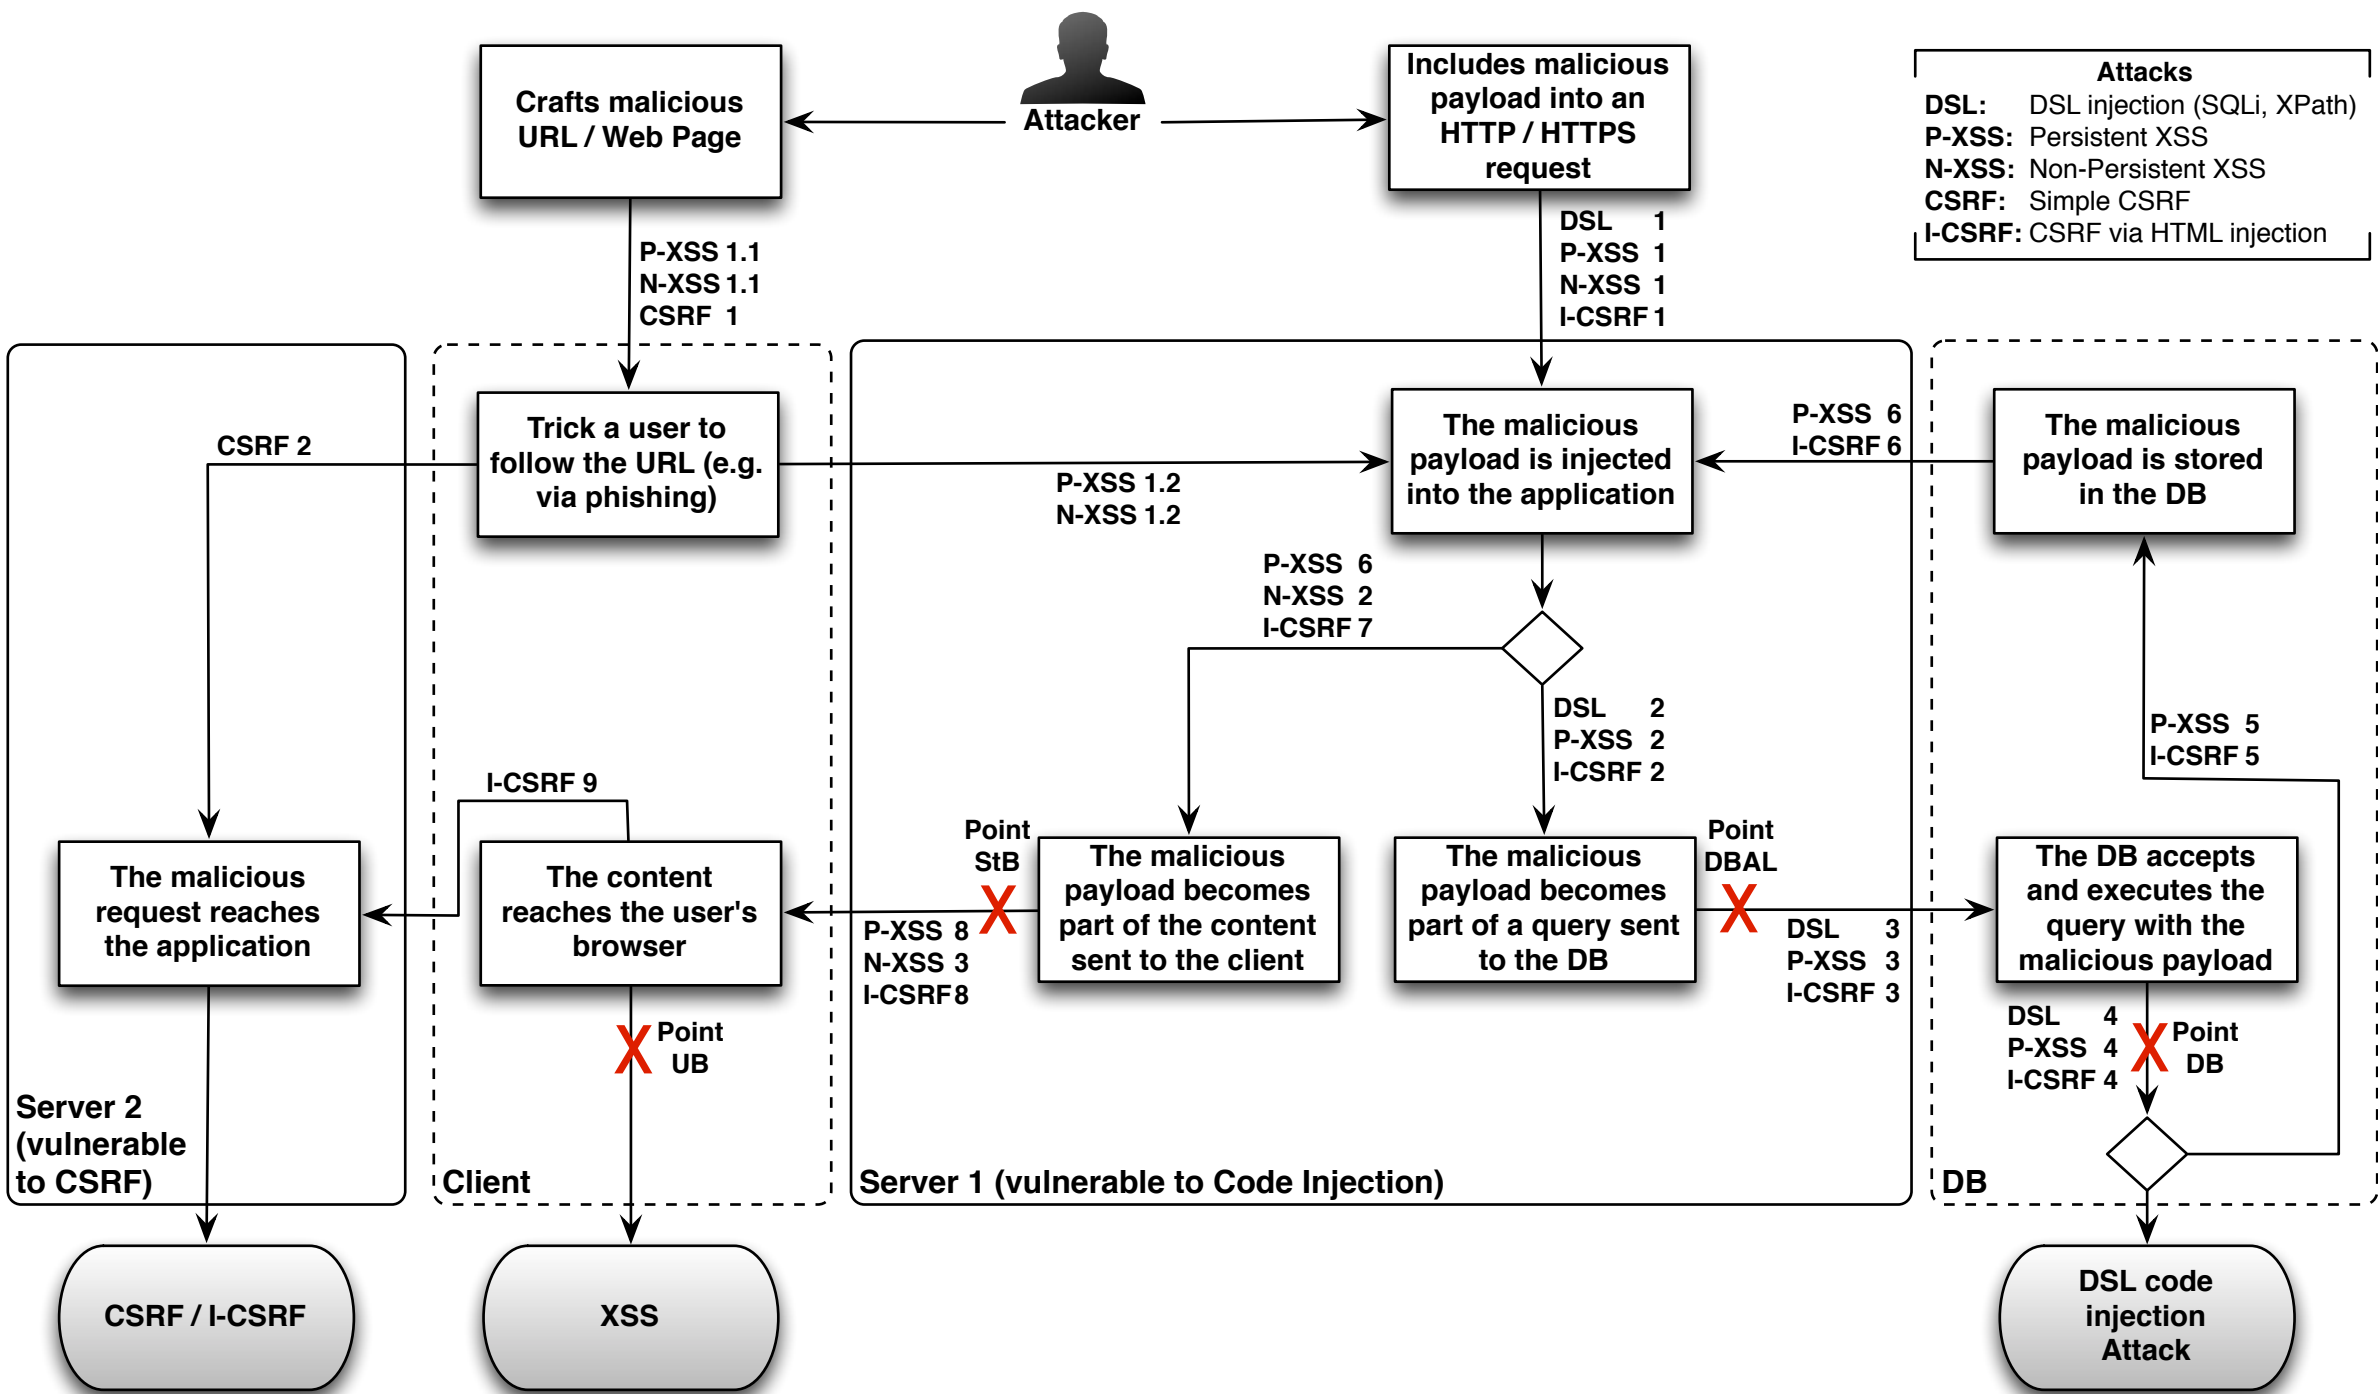 Crafts malicious
URL / Web Page
Attacker
Includes malicious
payload into an
HTTP / HTTPS
request
Attacks
DSL: DSL injection (SQLi, XPath)
P-XSS: Persistent XSS
N-XSS: Non-Persistent XSS
CSRF: Simple CSRF
I-CSRF: CSRF via HTML injection
P-XSS 1.1
N-XSS 1.1
CSRF 1
DSL 1
P-XSS 1
N-XSS 1
I-CSRF 1
CSRF 2
Trick a user to
follow the URL (e.g.
via phishing)
P-XSS 1.2
N-XSS 1.2
The malicious
payload is injected
into the application
P-XSS 6
I-CSRF 6
The malicious
payload is stored
in the DB
P-XSS 6
N-XSS 2
I-CSRF 7
DSL 2
P-XSS 2
I-CSRF 2
P-XSS 5
I-CSRF 5
I-CSRF 9
The malicious
request reaches
the application
The content
reaches the user's
browser
Point
StB
X
P-XSS 8
N-XSS 3
I-CSRF 8
The malicious
payload becomes
part of the content
sent to the client
The malicious
payload becomes
part of a query sent
to the DB
Point
DBAL
X
DSL 3
P-XSS 3
I-CSRF 3
The DB accepts
and executes the
query with the
malicious payload
X
Point
UB
DSL 4
P-XSS 4
I-CSRF 4
X
Point
DB
Server 2
(vulnerable
to CSRF)
Client
Server 1 (vulnerable to Code Injection)
DB
CSRF / I-CSRF
XSS
DSL code
injection
Attack